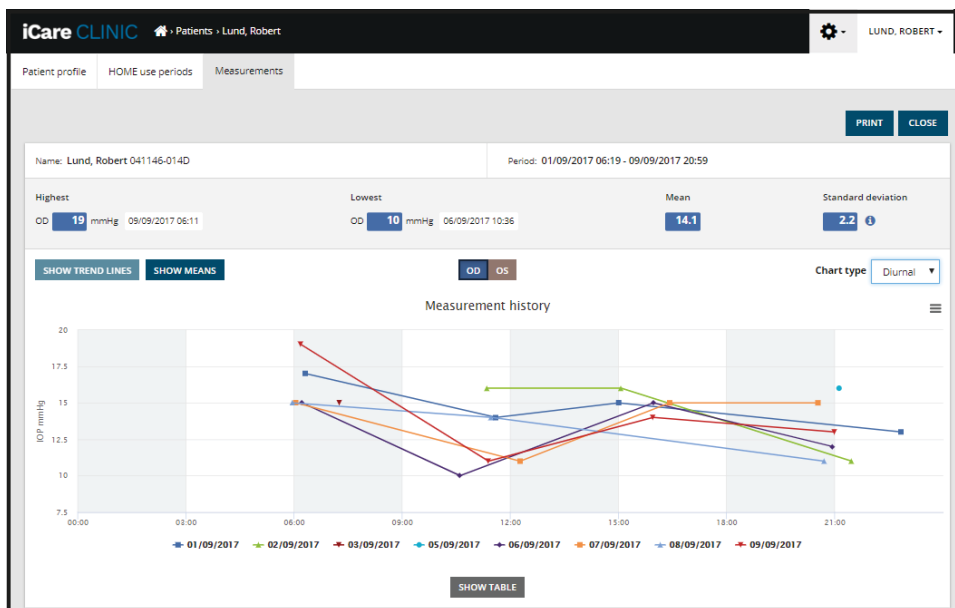 iCare CLINIC › Patients › Lund, Robert LUND, ROBERT
Patient profile HOME use periods Measurements
PRINT CLOSE
Name: Lund, Robert 041146-014D Period: 01/09/2017 06:19 - 09/09/2017 20:59
Highest Lowest Mean Standard deviation
OD 19 mmHg 09/09/2017 06:11 OD 10 mmHg 06/09/2017 10:36 14.1 2.2 i
SHOW TREND LINES SHOW MEANS OD OS Chart type Diurnal
Measurement history
20
17.5
15
12.5
10
7.5
IOP mmHg
00:00 03:00 06:00 09:00 12:00 15:00 18:00 21:00
01/09/2017 02/09/2017 03/09/2017 05/09/2017 06/09/2017 07/09/2017 08/09/2017 09/09/2017
SHOW TABLE